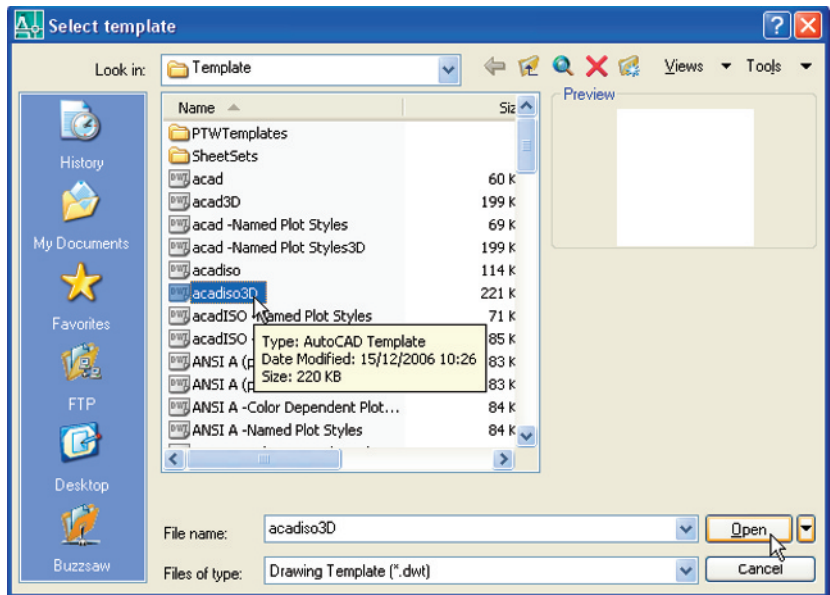 Select template
Look in: Template Views Tools
Name Siz
Preview
PTWTemplates
SheetSets
acad 60 K
acad3D 199 K
acad -Named Plot Styles 69 K
acad -Named Plot Styles3D 199 K
acadiso 114 K
acadiso3D 221 K
acadISO -Named Plot Styles 71 K
acadISO 85 K
ANSI A (p 83 K
ANSI A (p 83 K
ANSI A -Color Dependent Plot... 84 K
ANSI A -Named Plot Styles 84 K
Type: AutoCAD Template
Date Modified: 15/12/2006 10:26
Size: 220 KB
History
My Documents
Favorites
FTP
Desktop
Buzzsaw
File name: acadiso3D Open
Files of type: Drawing Template (*.dwt) Cancel